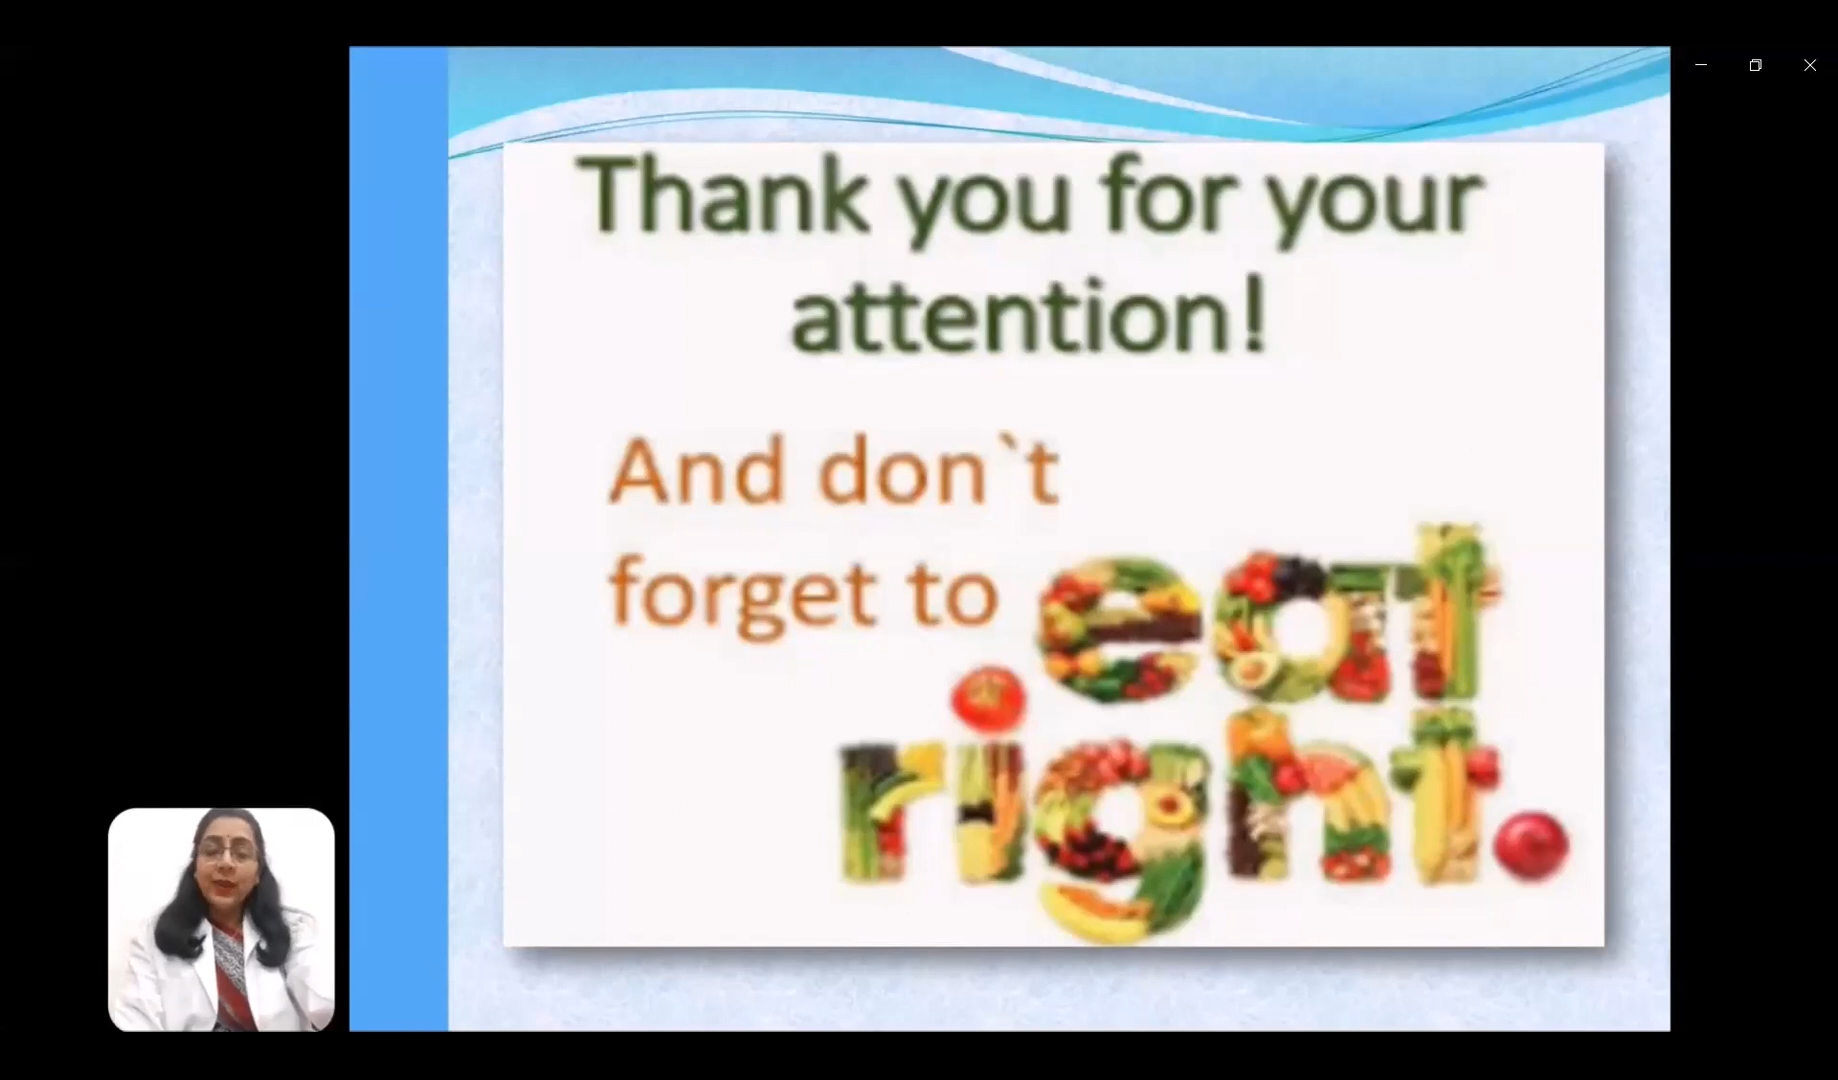 Thank you for your
attention!
And don`t
forget to eat
right.